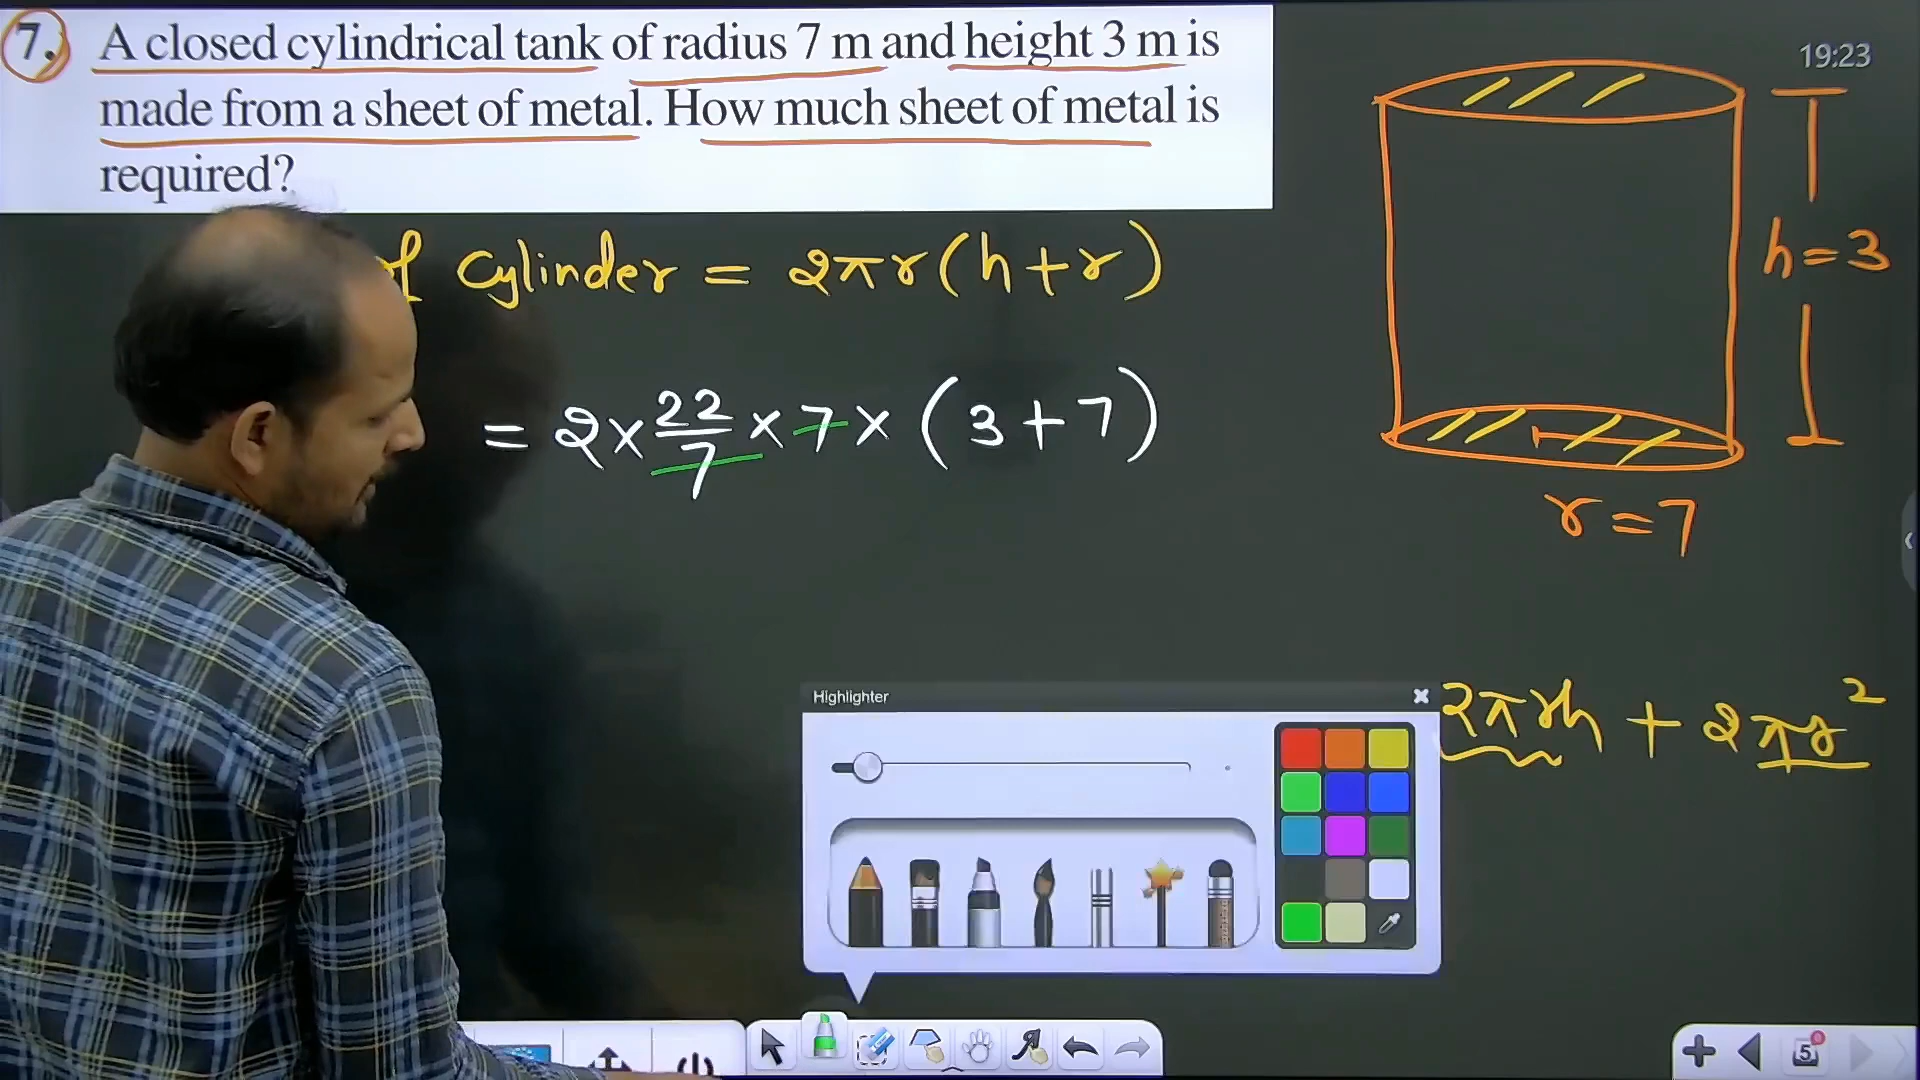 7. A closed cylindrical tank of radius 7 m and height 3 m is
made from a sheet of metal. How much sheet of metal is
required?
19:23
of cylinder = 2πr(h+r)
= 2 × 22/7 × 7 × (3+7)
h=3
r=7
2πrh + 2πr²
Highlighter
5